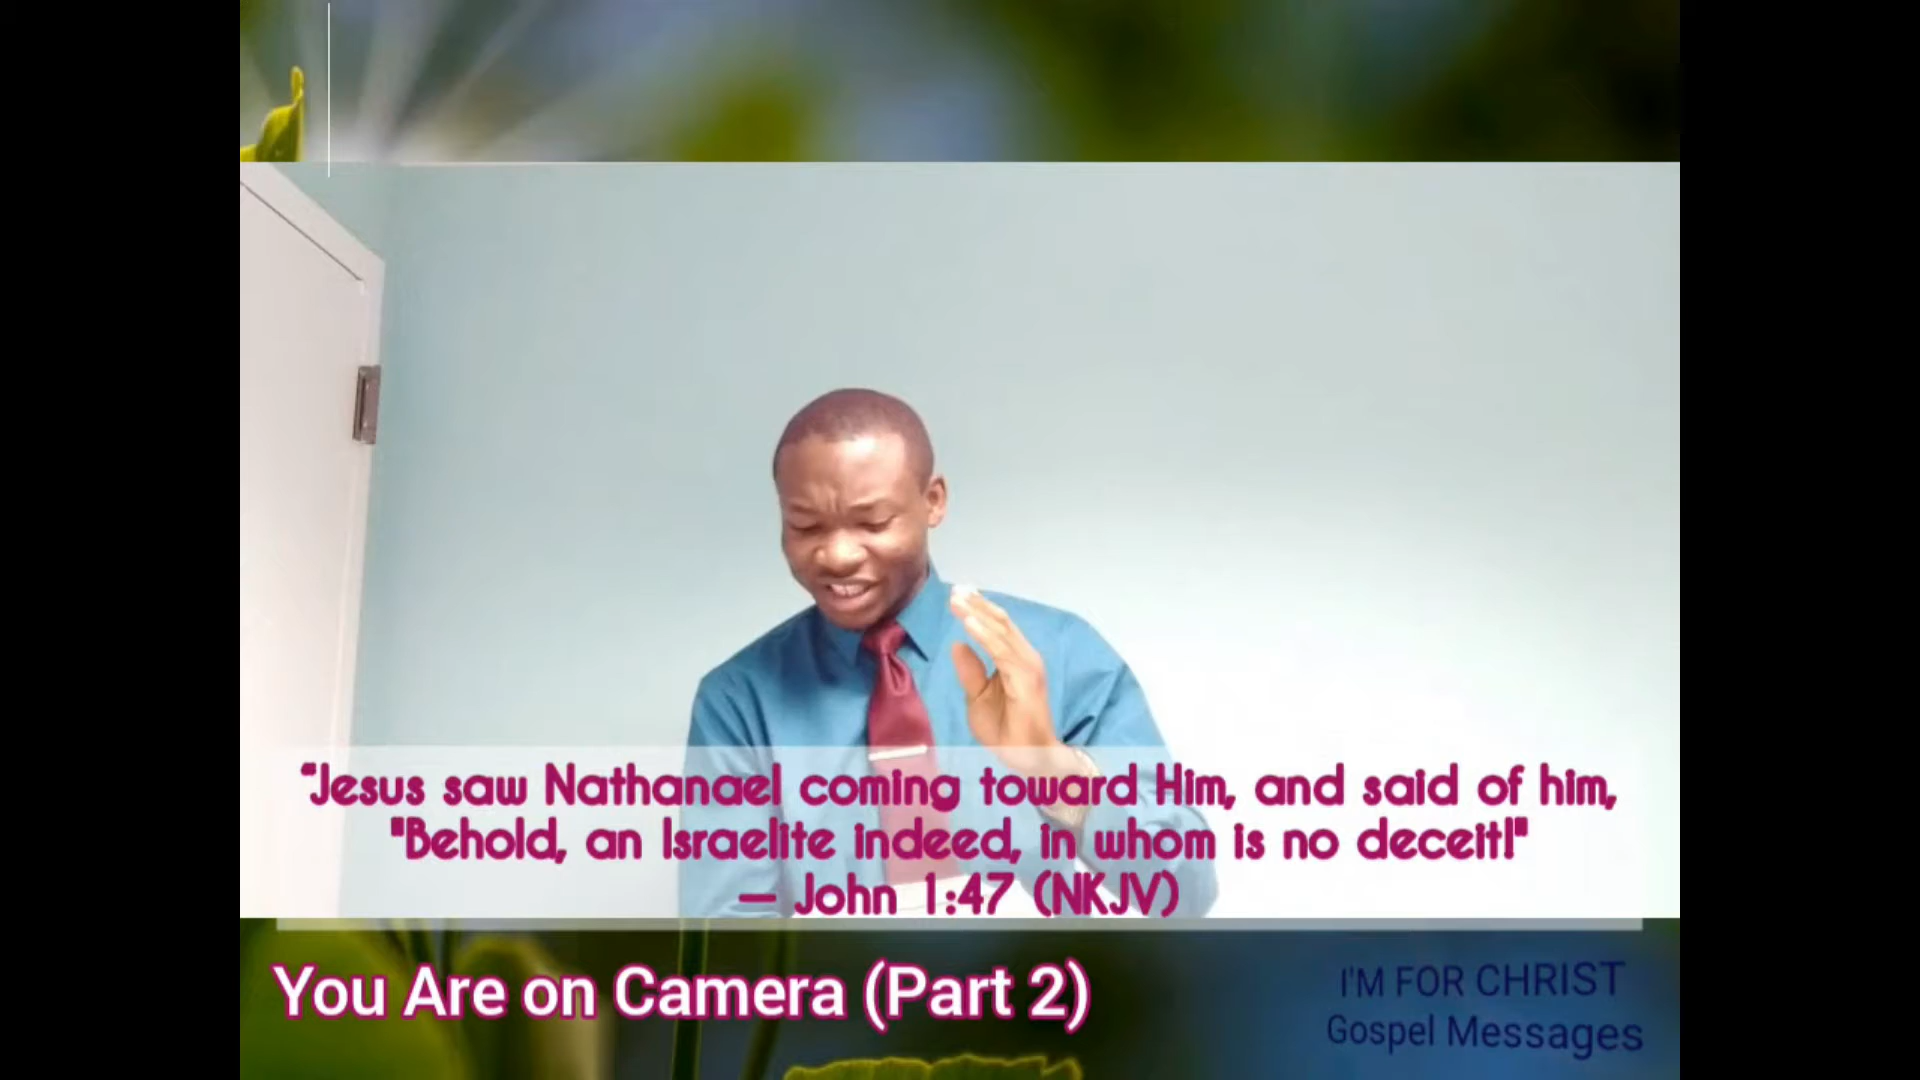 “Jesus saw Nathanael coming toward Him, and said of him,
"Behold, an Israelite indeed, in whom is no deceit!"
— John 1:47 (NKJV)
You Are on Camera (Part 2)
I'M FOR CHRIST
Gospel Messages